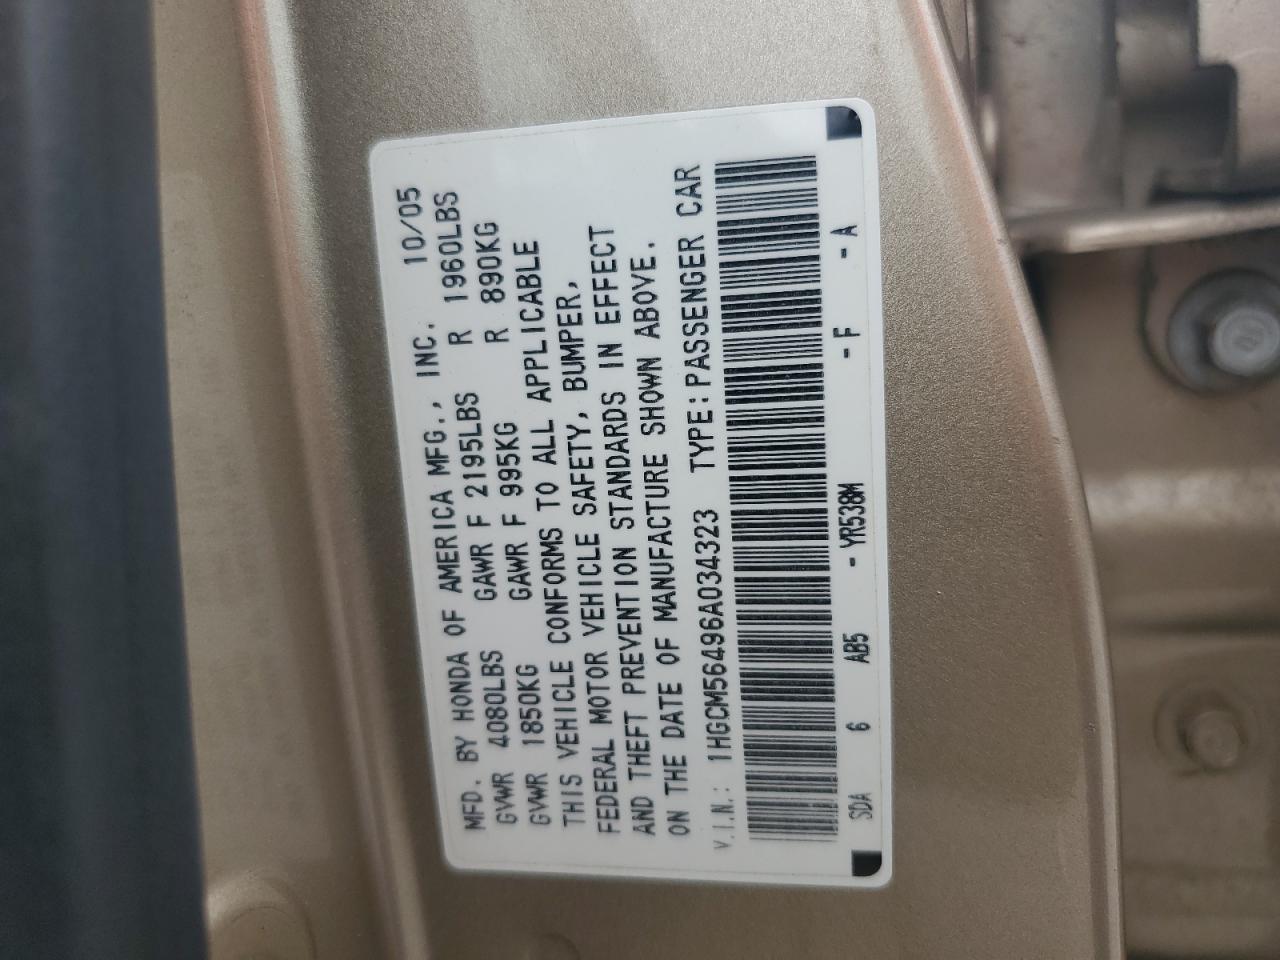 MFD. BY HONDA OF AMERICA MFG., INC. 10/05
GVWR 4080LBS GAWR F 2195LBS R 1960LBS
GVWR 1850KG GAWR F 995KG R 890KG
THIS VEHICLE CONFORMS TO ALL APPLICABLE
FEDERAL MOTOR VEHICLE SAFETY, BUMPER,
AND THEFT PREVENTION STANDARDS IN EFFECT
ON THE DATE OF MANUFACTURE SHOWN ABOVE.
V.I.N.: 1HGCM56496A034323 TYPE:PASSENGER CAR
SDA 6 AB5 - YR538M - F - A